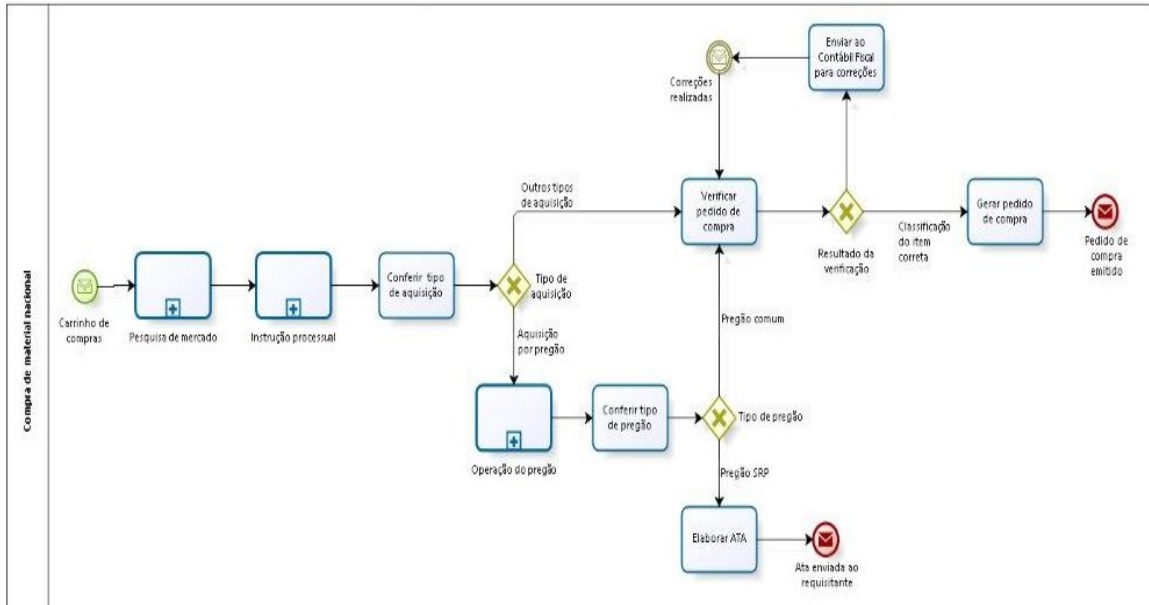 Compra de material nacional
Carrinho de
compras
Pesquisa de mercado
Instrução processual
Conferir tipo
de aquisição
Tipo de
aquisição
Outros tipos
de aquisição
Aquisição
por pregão
Operação do pregão
Conferir tipo
de pregão
Tipo de pregão
Pregão comum
Pregão SRP
Elaborar ATA
Ata enviada ao
requisitante
Verificar
pedido de
compra
Correções
realizadas
Enviar ao
Contábil Fiscal
para correções
Resultado da
verificação
Classificação
do item
correta
Gerar pedido
de compra
Pedido de
compra
emitido